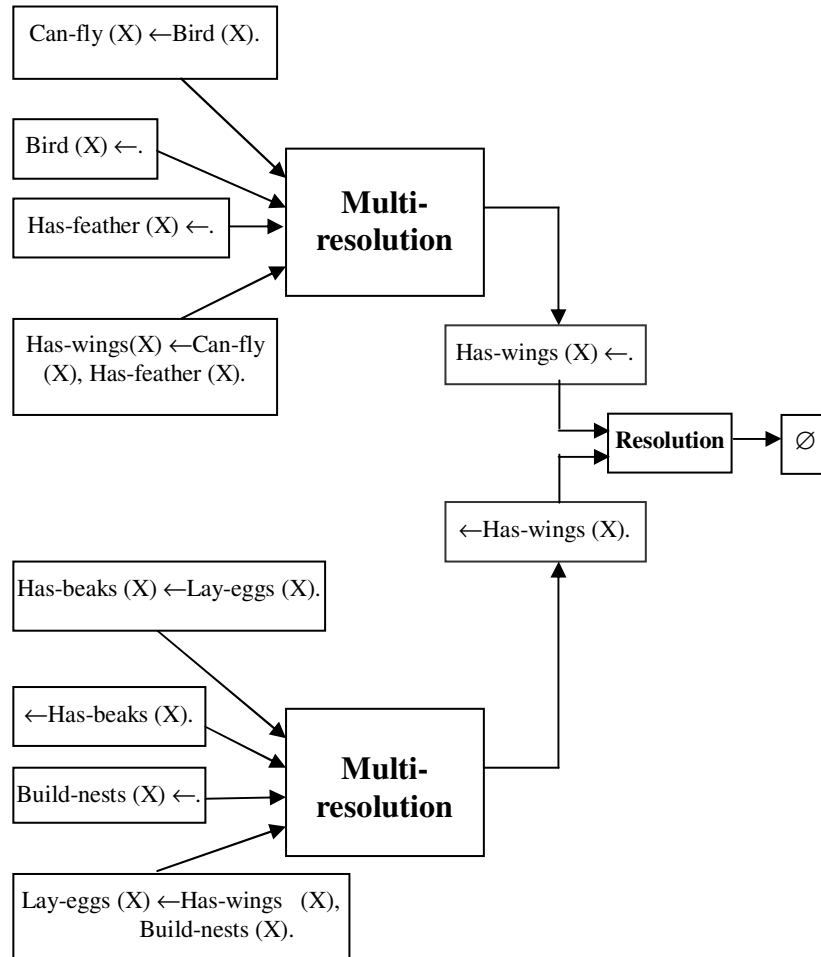 Can-fly (X) ←Bird (X).
Bird (X) ←.
Has-feather (X) ←.
Has-wings(X) ←Can-fly
(X), Has-feather (X).
Multi-
resolution
Has-wings (X) ←.
Resolution
∅
←Has-wings (X).
Has-beaks (X) ←Lay-eggs (X).
←Has-beaks (X).
Build-nests (X) ←.
Lay-eggs (X) ←Has-wings (X),
Build-nests (X).
Multi-
resolution